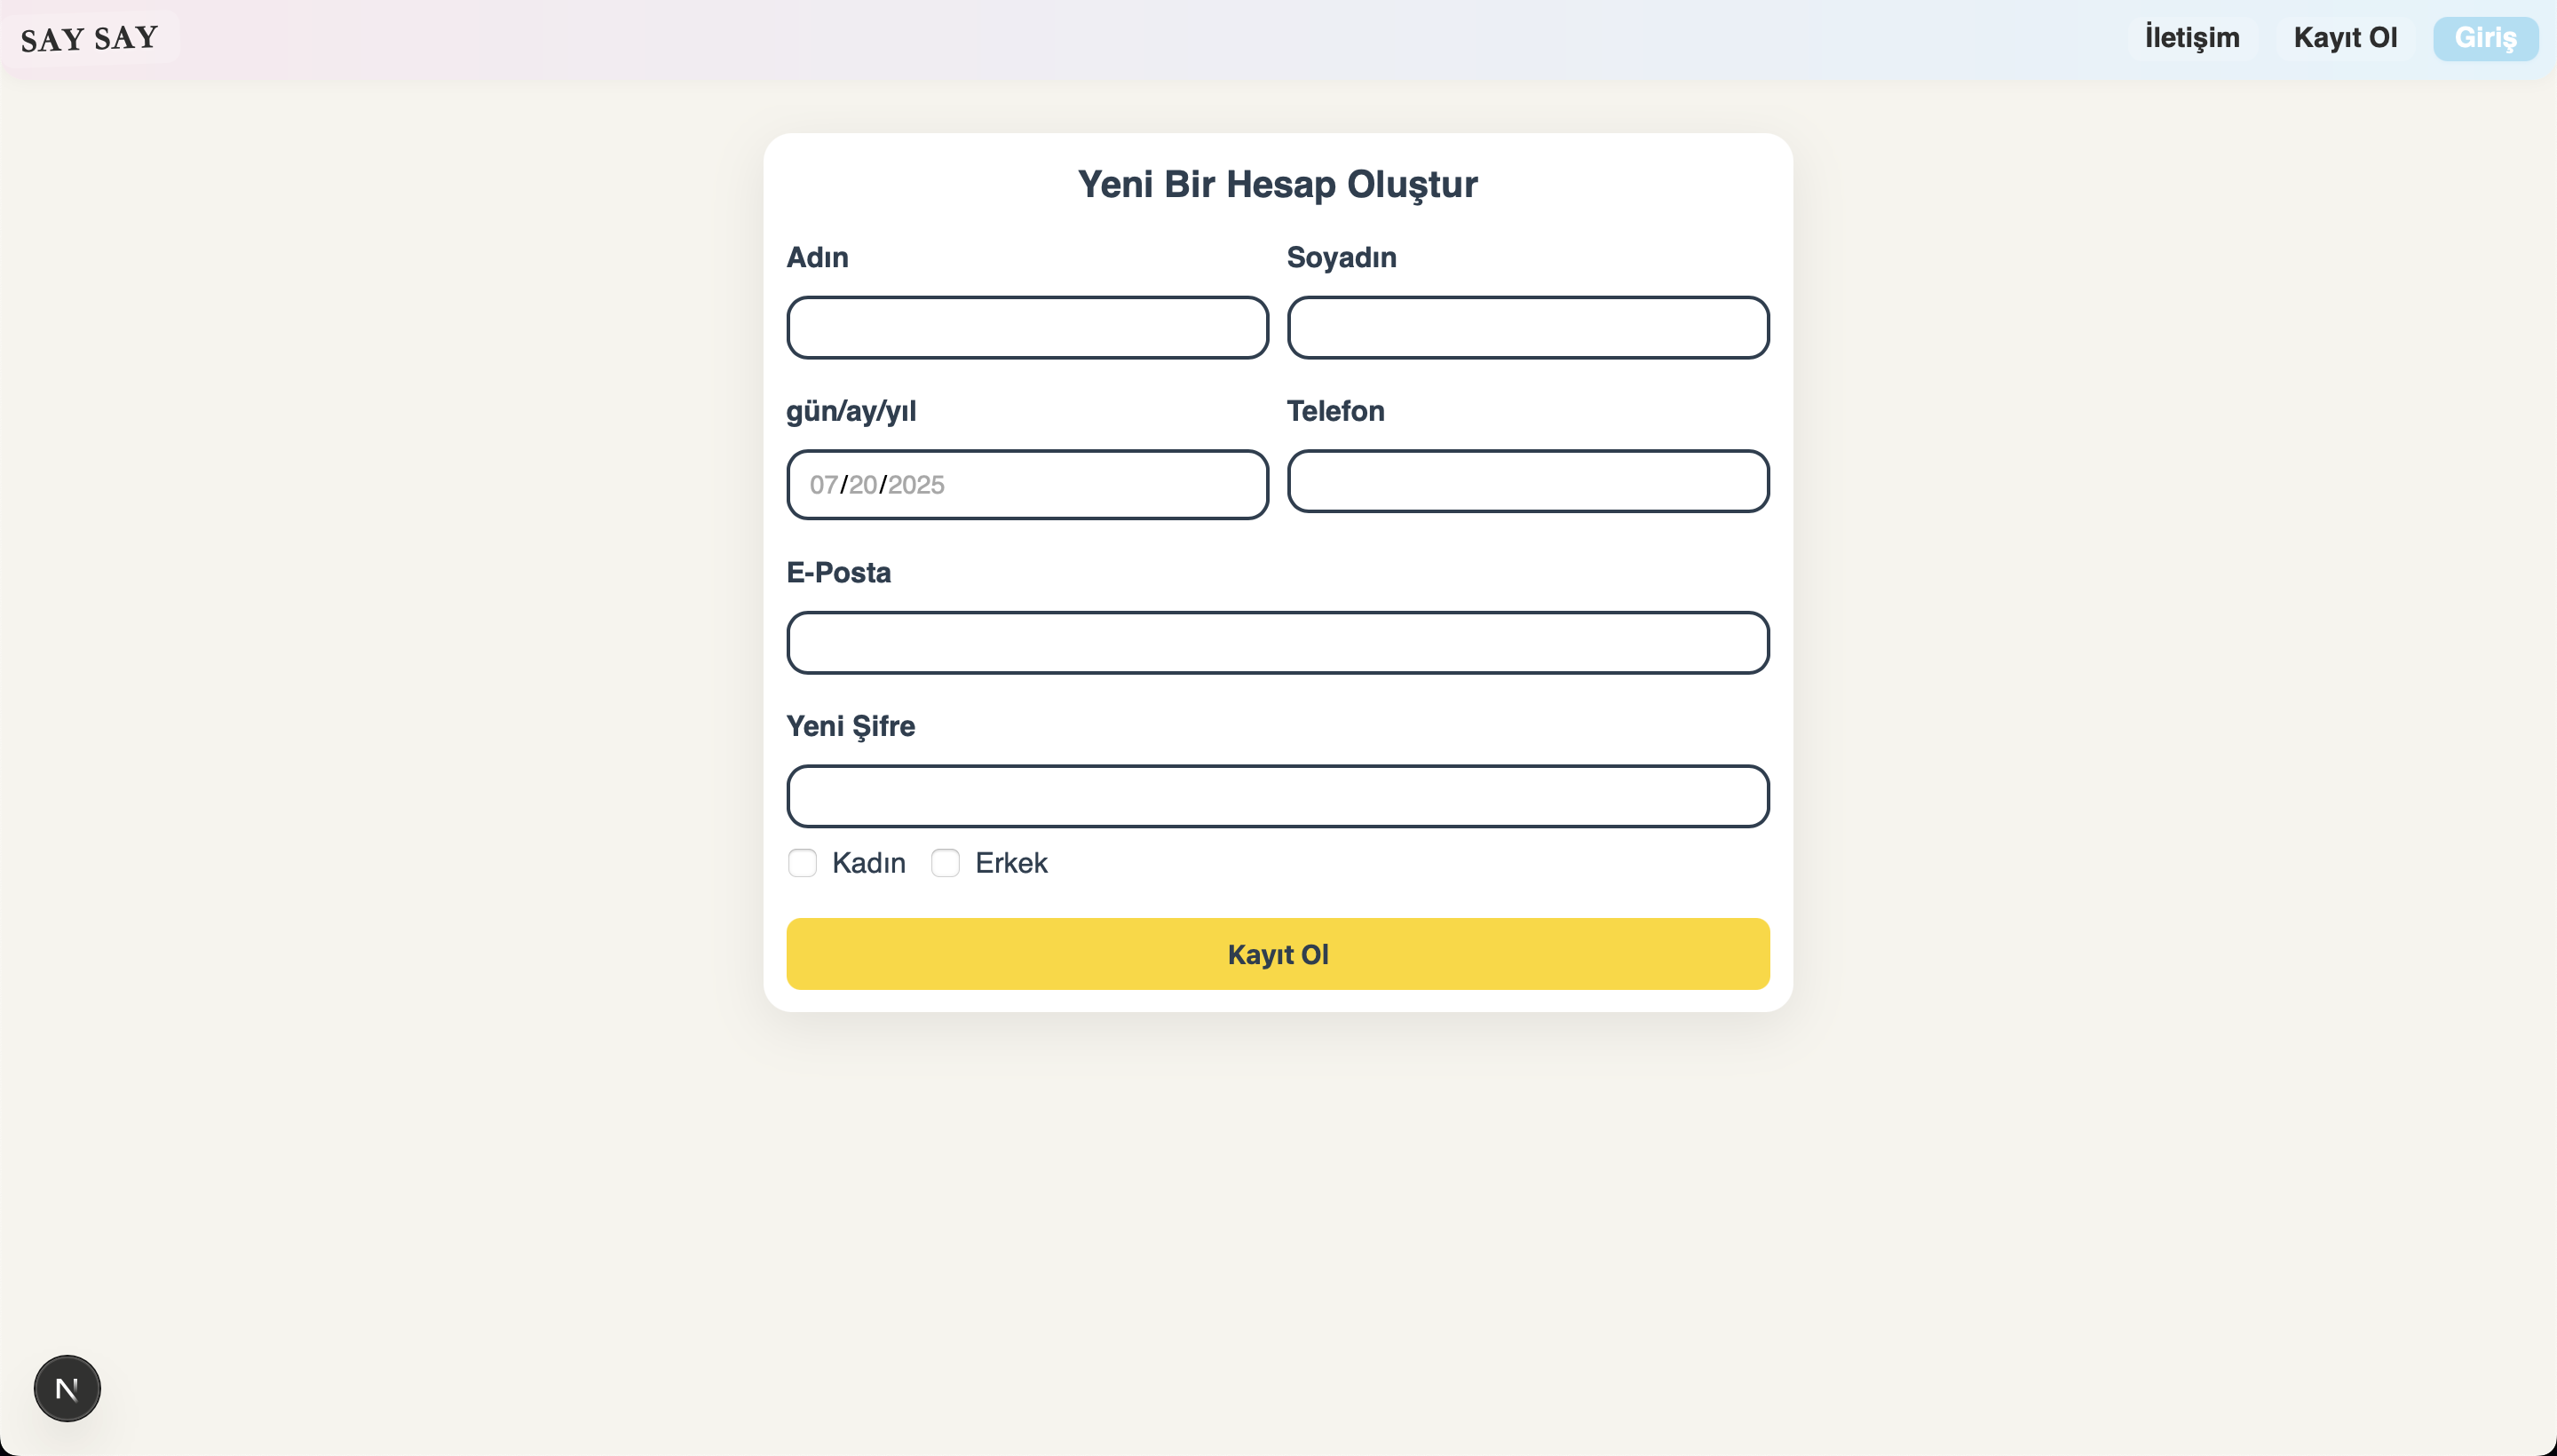 SAY SAY
İletişim
Kayıt Ol
Giriş
Yeni Bir Hesap Oluştur
Adın
Soyadın
gün/ay/yıl
Telefon
07/20/2025
E-Posta
Yeni Şifre
Kadın
Erkek
Kayıt Ol
N